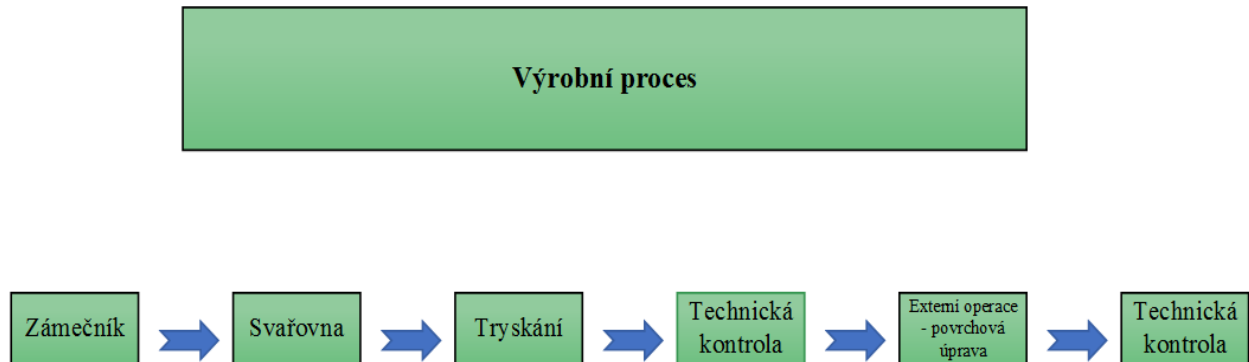 Výrobní proces
Zámečník
Svařovna
Tryskání
Technická
kontrola
Externí operace
- povrchová
úprava
Technická
kontrola